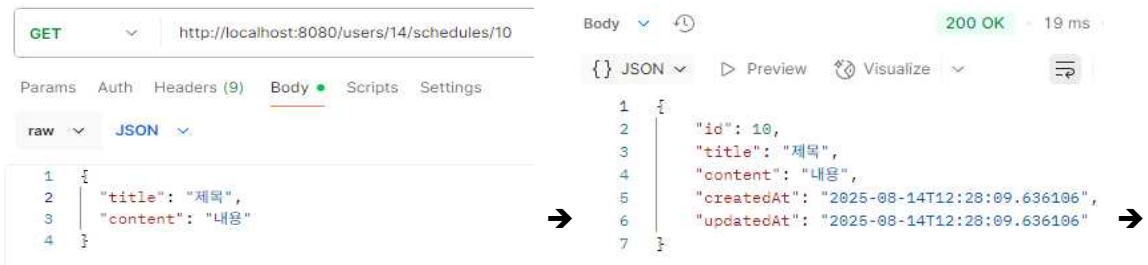 GET http://localhost:8080/users/14/schedules/10
Params Auth Headers (9) Body Scripts Settings
raw JSON
1 {
2 "title": "제목",
3 "content": "내용"
4 }
➔
Body 200 OK 19 ms
{} JSON Preview Visualize
1 {
2 "id": 10,
3 "title": "제목",
4 "content": "내용",
5 "createdAt": "2025-08-14T12:28:09.636106",
6 "updatedAt": "2025-08-14T12:28:09.636106"
7 }
➔